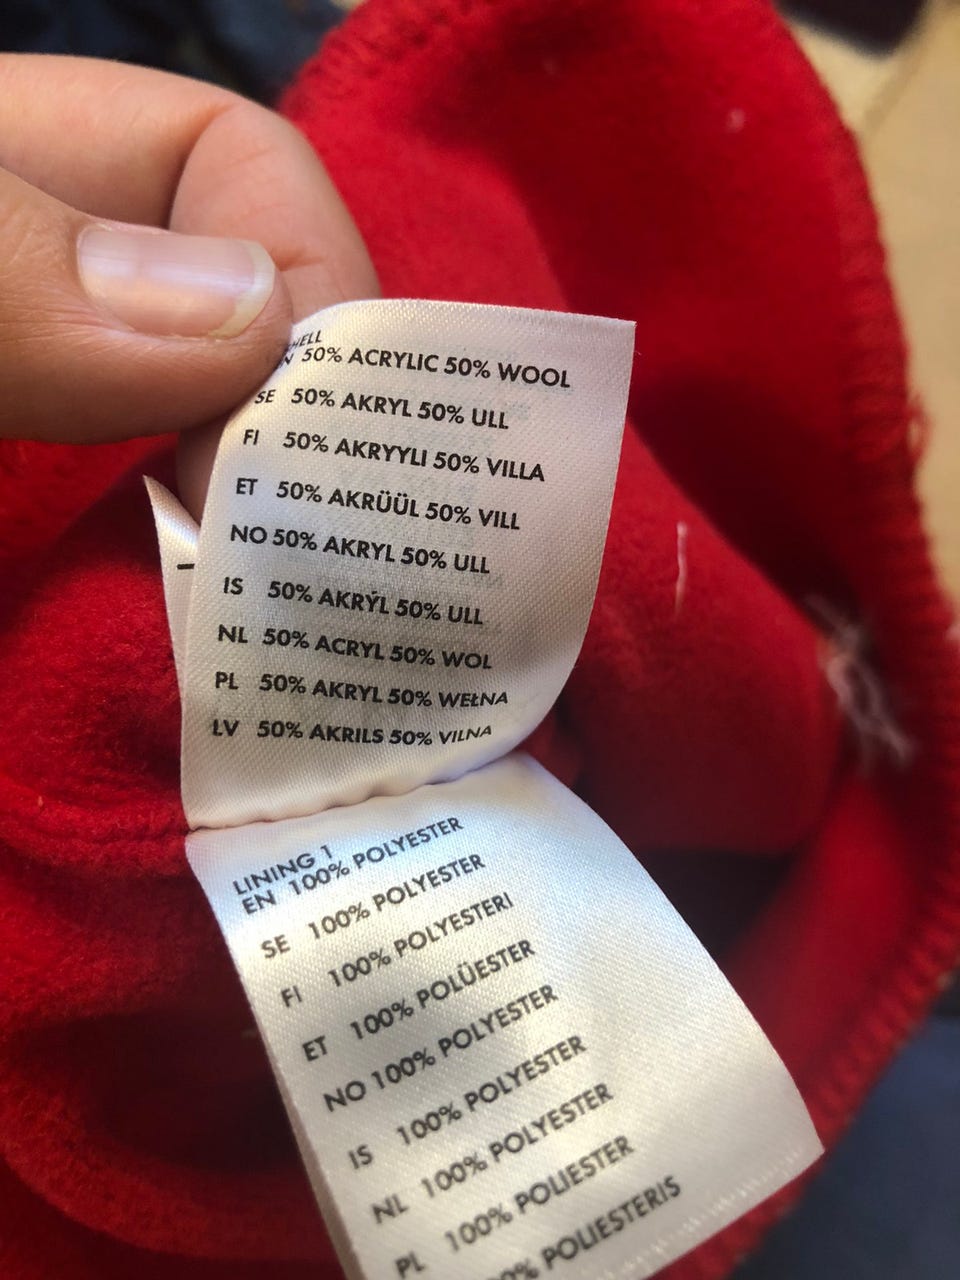 50% ACRYLIC 50% WOOL
SE 50% AKRYL 50% ULL
FI 50% AKRYYLI 50% VILLA
ET 50% AKRÜÜL 50% VILL
NO 50% AKRYL 50% ULL
IS 50% AKRÝL 50% ULL
NL 50% ACRYL 50% WOL
PL 50% AKRYL 50% WEŁNA
LV 50% AKRILS 50% VILNA
LINING 1
EN 100% POLYESTER
SE 100% POLYESTER
FI 100% POLYESTERI
ET 100% POLÜESTER
NO 100% POLYESTER
IS 100% POLYESTER
NL 100% POLYESTER
PL 100% POLIESTER
POLIESTERIS